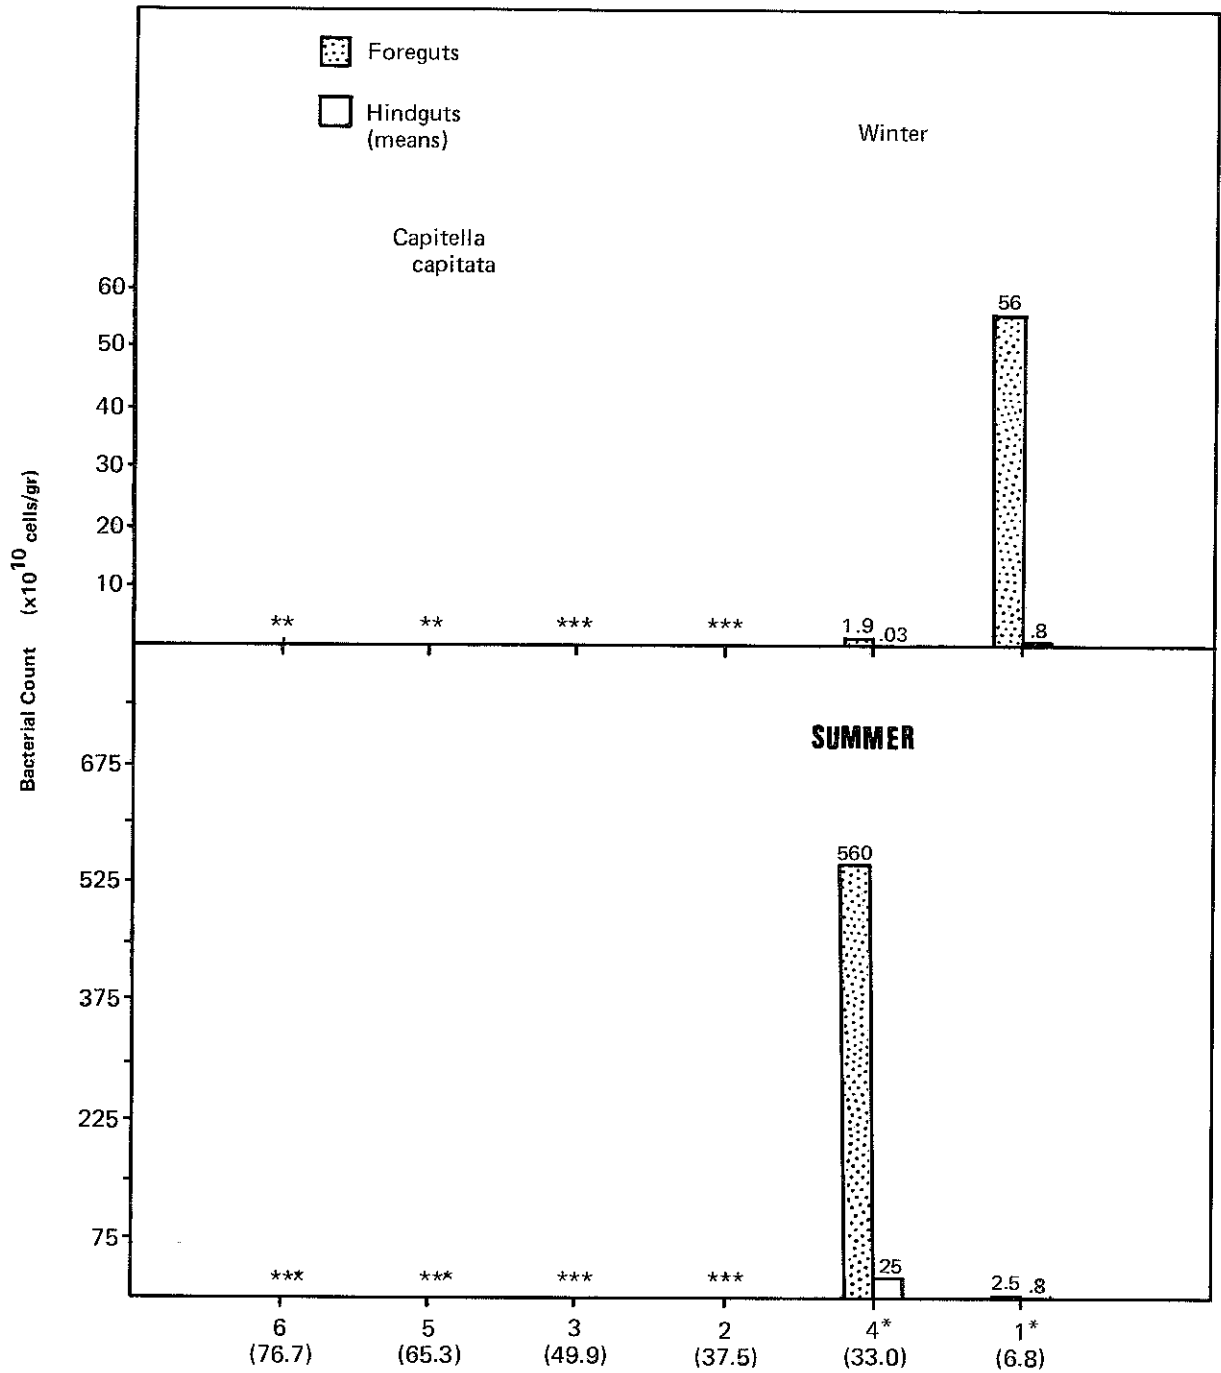 Foreguts
Hindguts
(means)
Winter
Capitella
capitata
60
50
40
30
20
10
Bacterial Count (x10^10 cells/gr)
56
** ** *** *** 1.9 .03 .8
SUMMER
675
525
375
225
75
560
*** *** *** *** 25 2.5 .8
6 5 3 2 4* 1*
(76.7) (65.3) (49.9) (37.5) (33.0) (6.8)